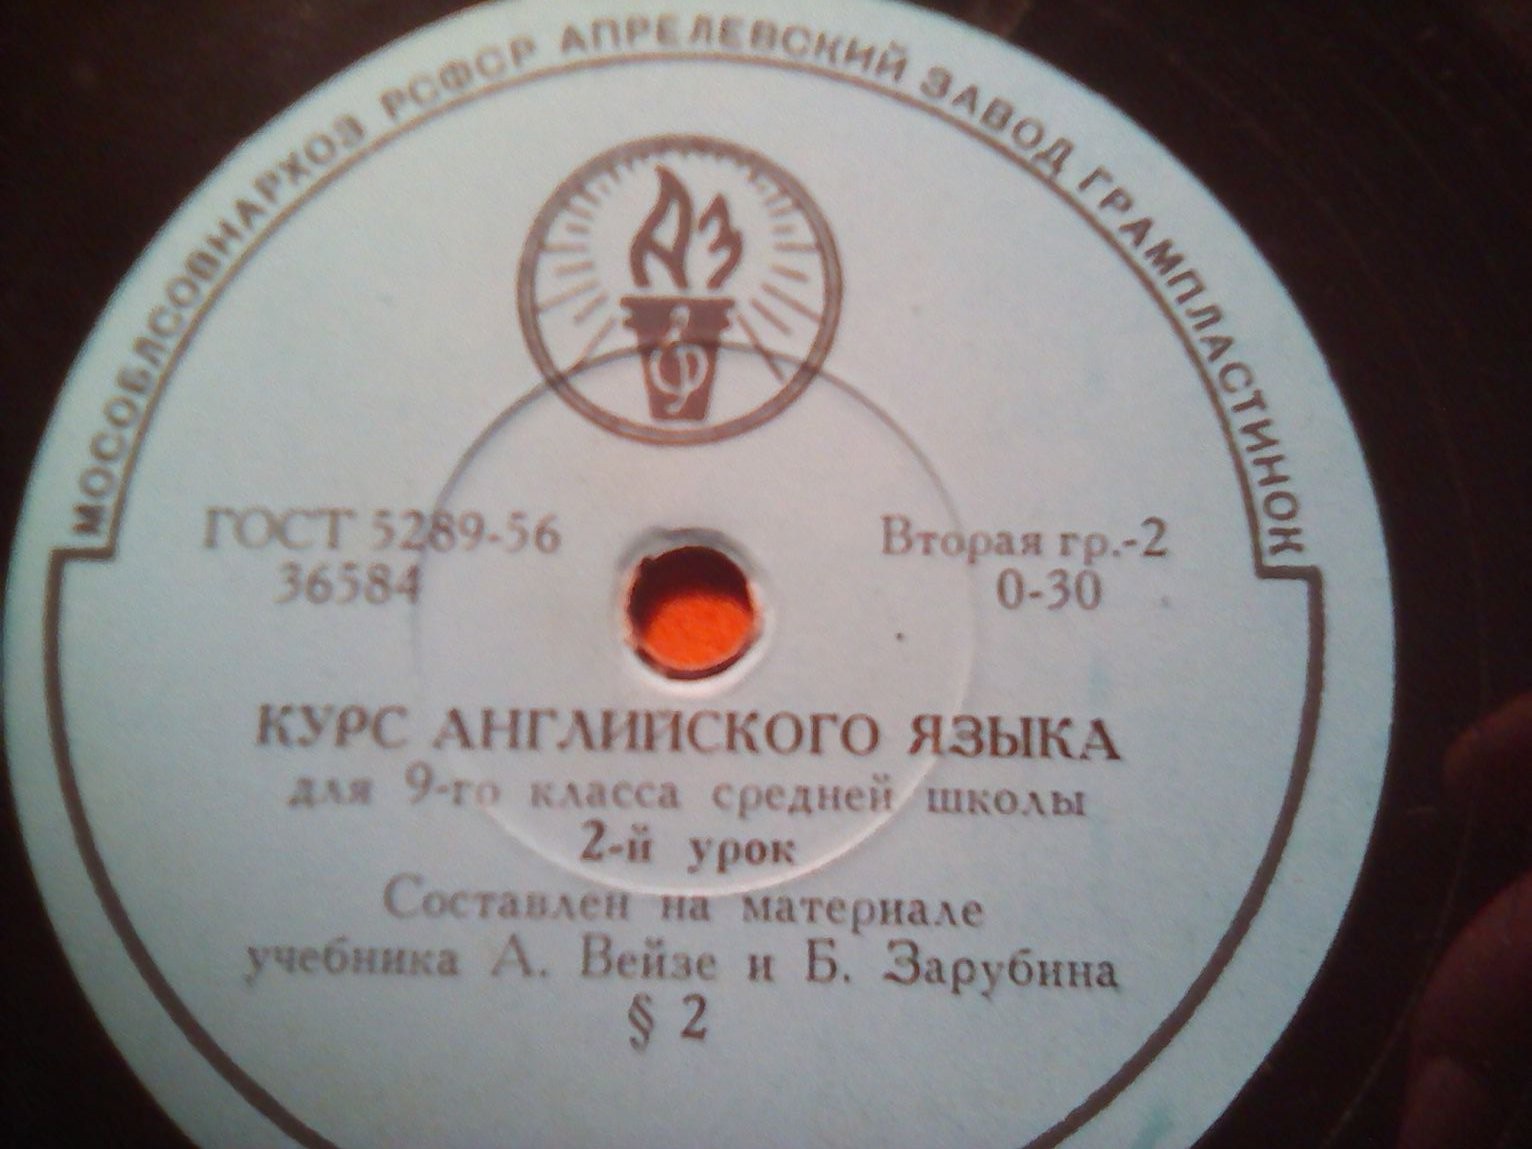 МОСОБЛСОВНАРХОЗ РСФСР АПРЕЛЕВСКИЙ ЗАВОД ГРАМПЛАСТИНОК
АЗ
ГОСТ 5289-56
36584
Вторая гр.-2
0-30
КУРС АНГЛИЙСКОГО ЯЗЫКА
для 9-го класса средней школы
2-й урок
Составлен на материале
учебника А. Вейзе и Б. Зарубина
§ 2